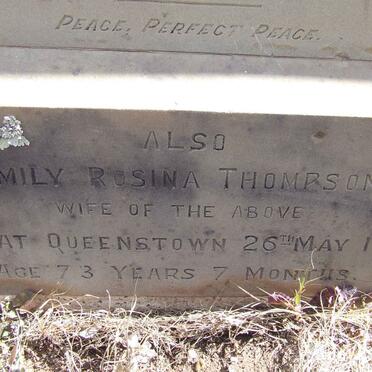 PEACE, PERFECT PEACE.
ALSO
MILY ROSINA THOMPSON
WIFE OF THE ABOVE
AT QUEENSTOWN 26TH MAY 1
AGE 73 YEARS 7 MONTHS.